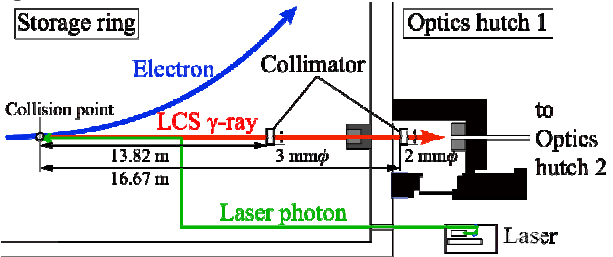 Storage ring
Optics hutch 1
Electron
Collimator
Collision point
LCS γ-ray
to
Optics
hutch 2
13.82 m
3 mmϕ
2 mmϕ
16.67 m
Laser photon
Laser